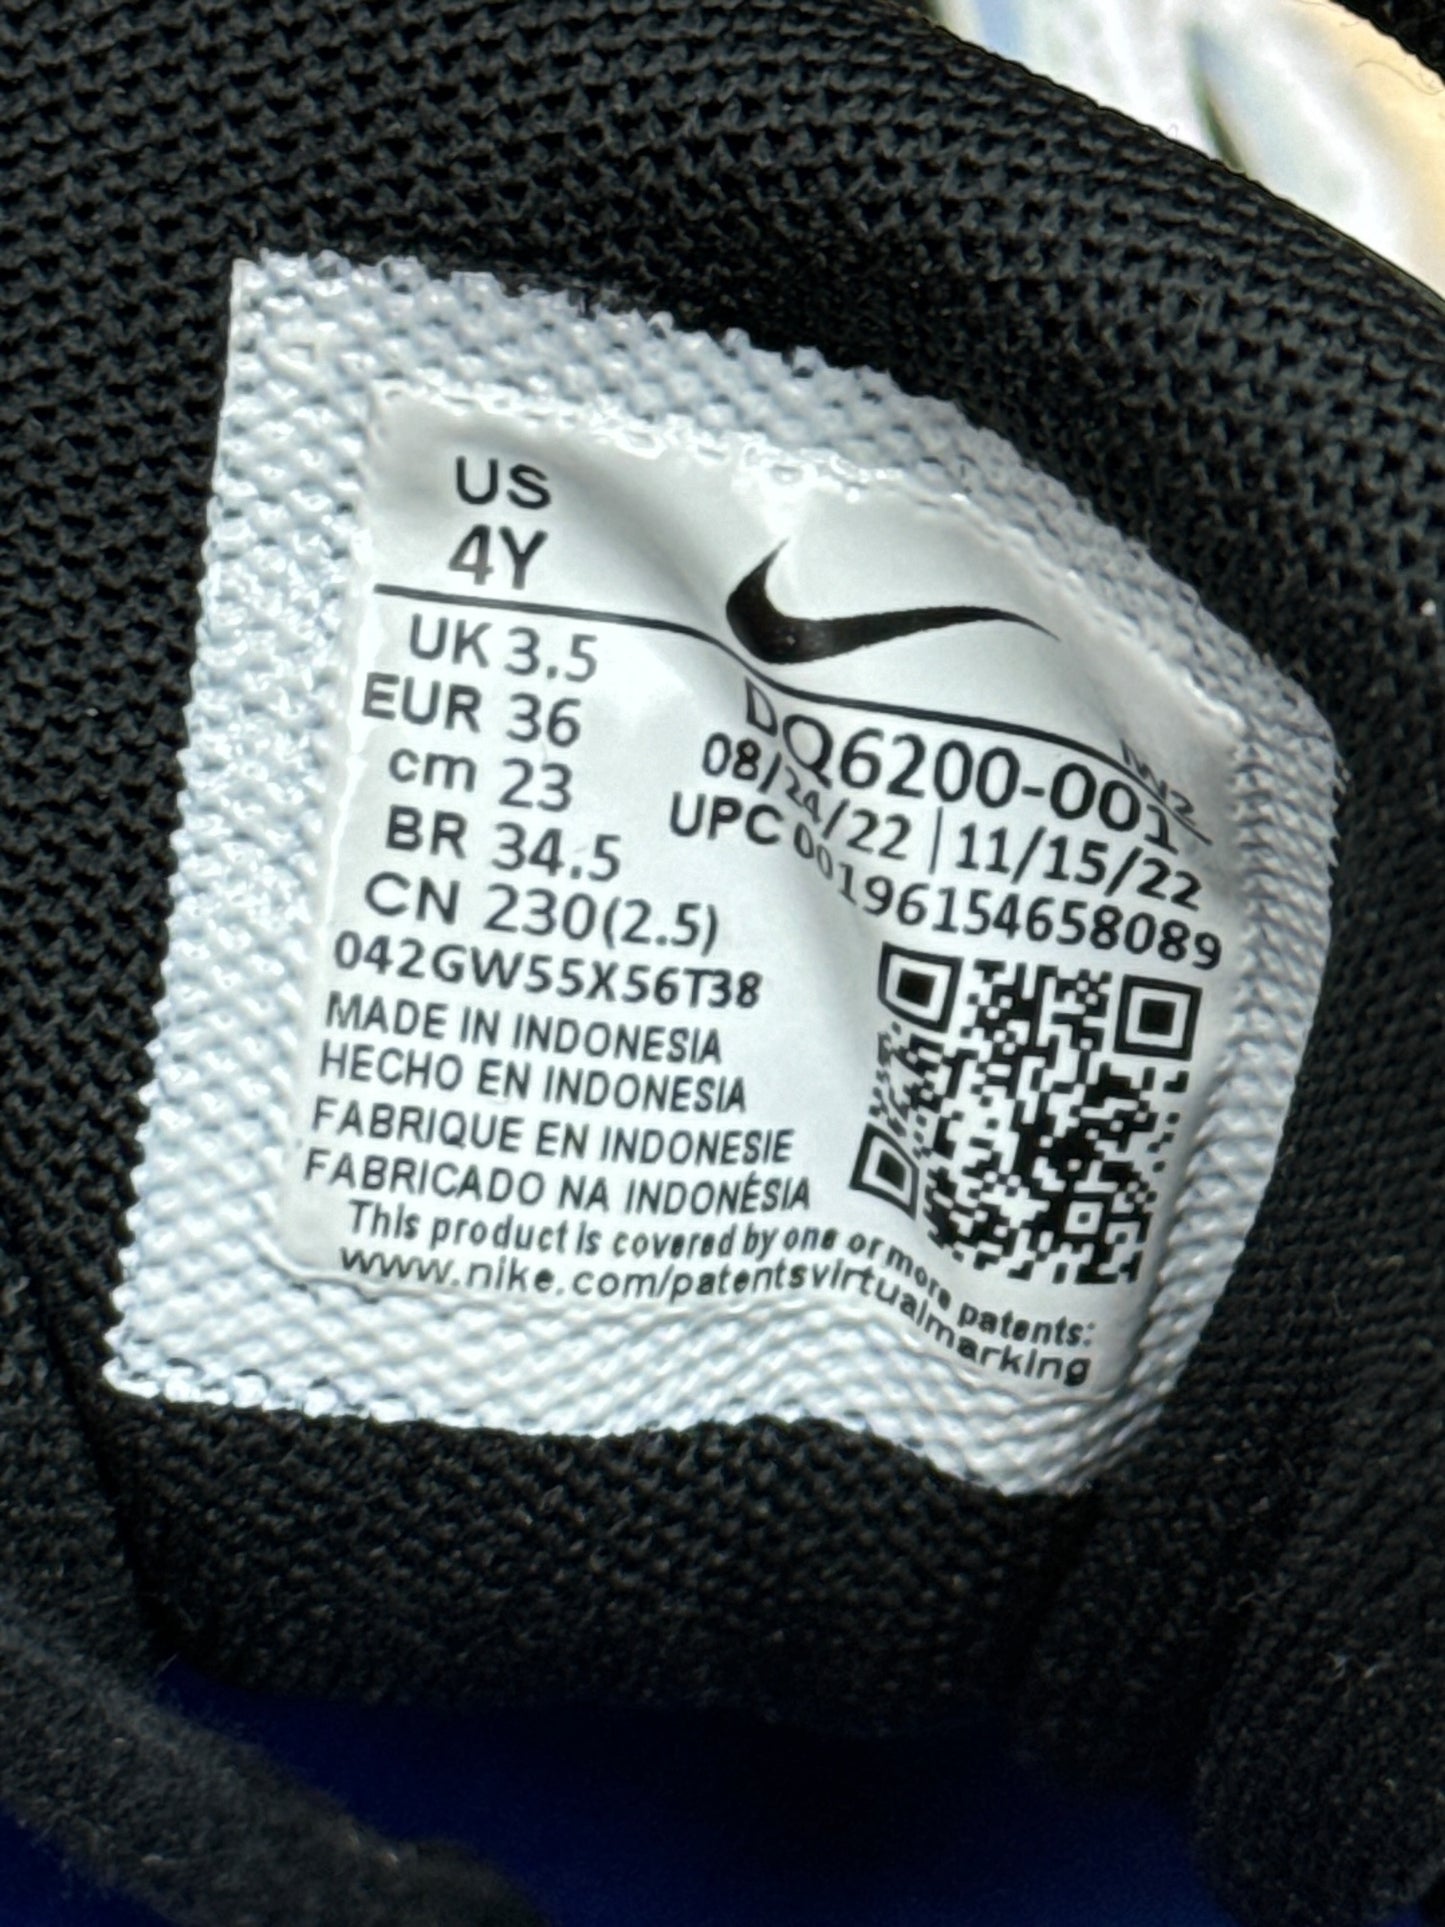 US
4Y
UK 3.5
EUR 36
cm 23
BR 34.5
CN 230(2.5)
042GW55X56T38
MADE IN INDONESIA
HECHO EN INDONESIA
FABRIQUE EN INDONESIE
FABRICADO NA INDONÉSIA
DQ6200-001
08/24/22 | 11/15/22
UPC 00196154658089
This product is covered by one or more patents:
www.nike.com/patentsvirtualmarking